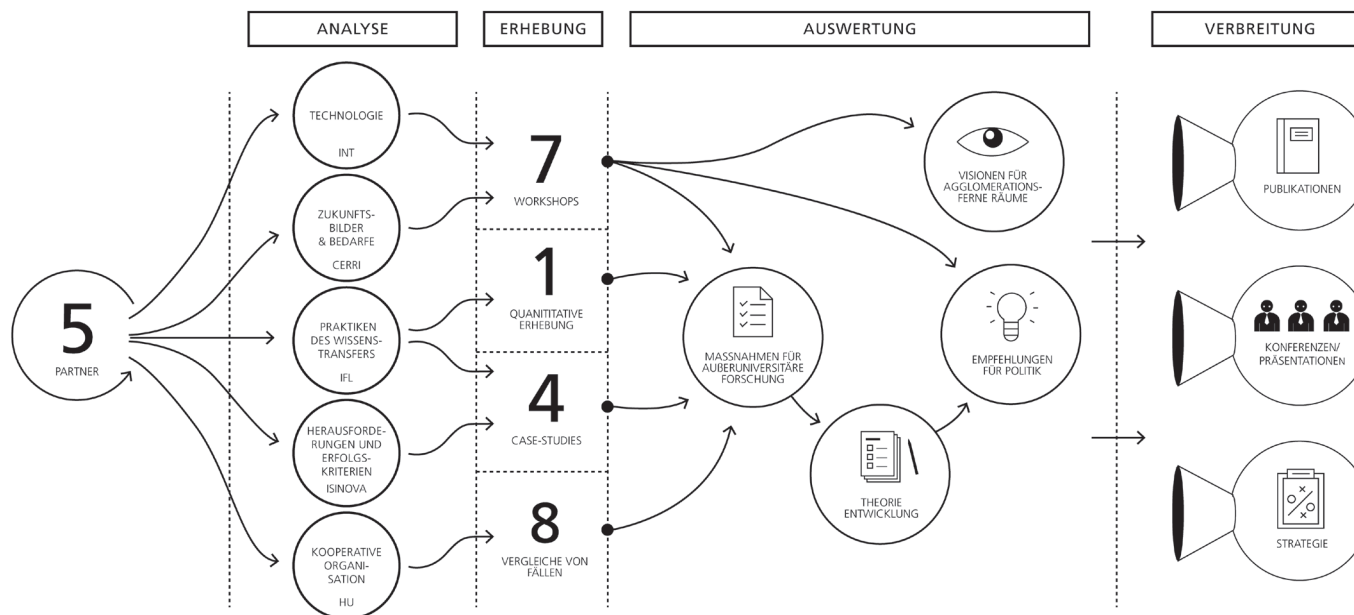 ANALYSE
ERHEBUNG
AUSWERTUNG
VERBREITUNG
5
PARTNER
TECHNOLOGIE
INT
ZUKUNFTS-
BILDER
& BEDARFE
CERRI
PRAKTIKEN
DES WISSENS-
TRANSFERS
IFL
HERAUSFORDE-
RUNGEN UND
ERFOLGS-
KRITERIEN
ISINOVA
KOOPERATIVE
ORGANI-
SATION
HU
7
WORKSHOPS
1
QUANITITATIVE
ERHEBUNG
4
CASE-STUDIES
8
VERGLEICHE VON
FÄLLEN
VISIONEN FÜR
AGGLOMERATIONS-
FERNE RÄUME
MASSNAHMEN FÜR
AUßERUNIVERSITÄRE
FORSCHUNG
EMPFEHLUNGEN
FÜR POLITIK
THEORIE
ENTWICKLUNG
PUBLIKATIONEN
KONFERENZEN/
PRÄSENTATIONEN
STRATEGIE